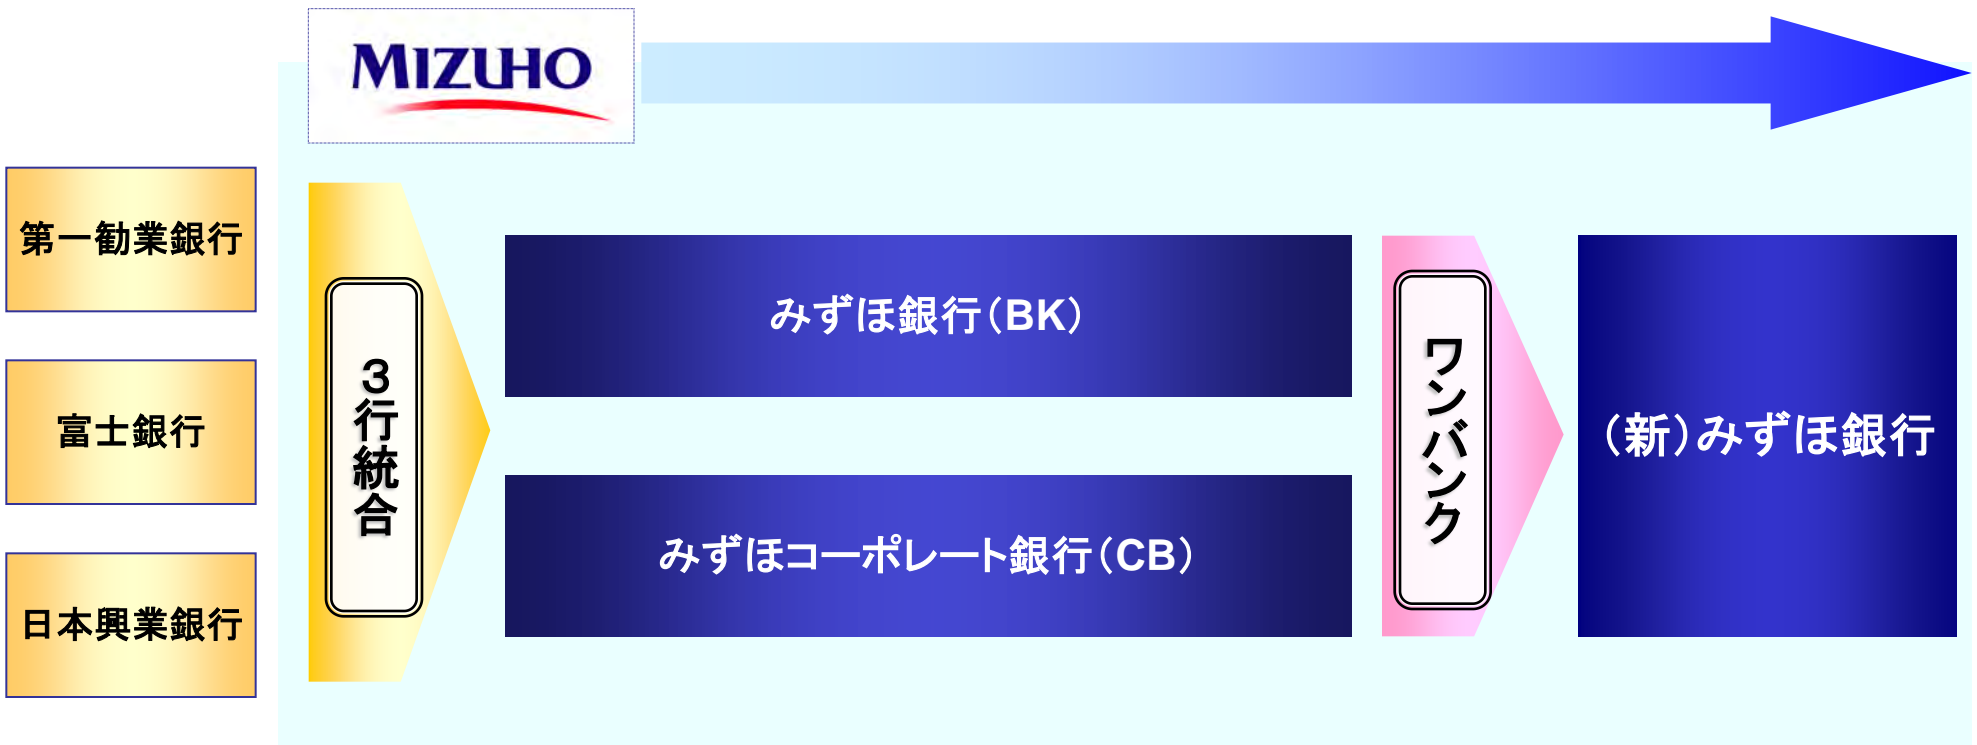 MIZUHO
第一勧業銀行
富士銀行
日本興業銀行
３行統合
みずほ銀行（BK）
みずほコーポレート銀行（CB）
ワンバンク
（新）みずほ銀行